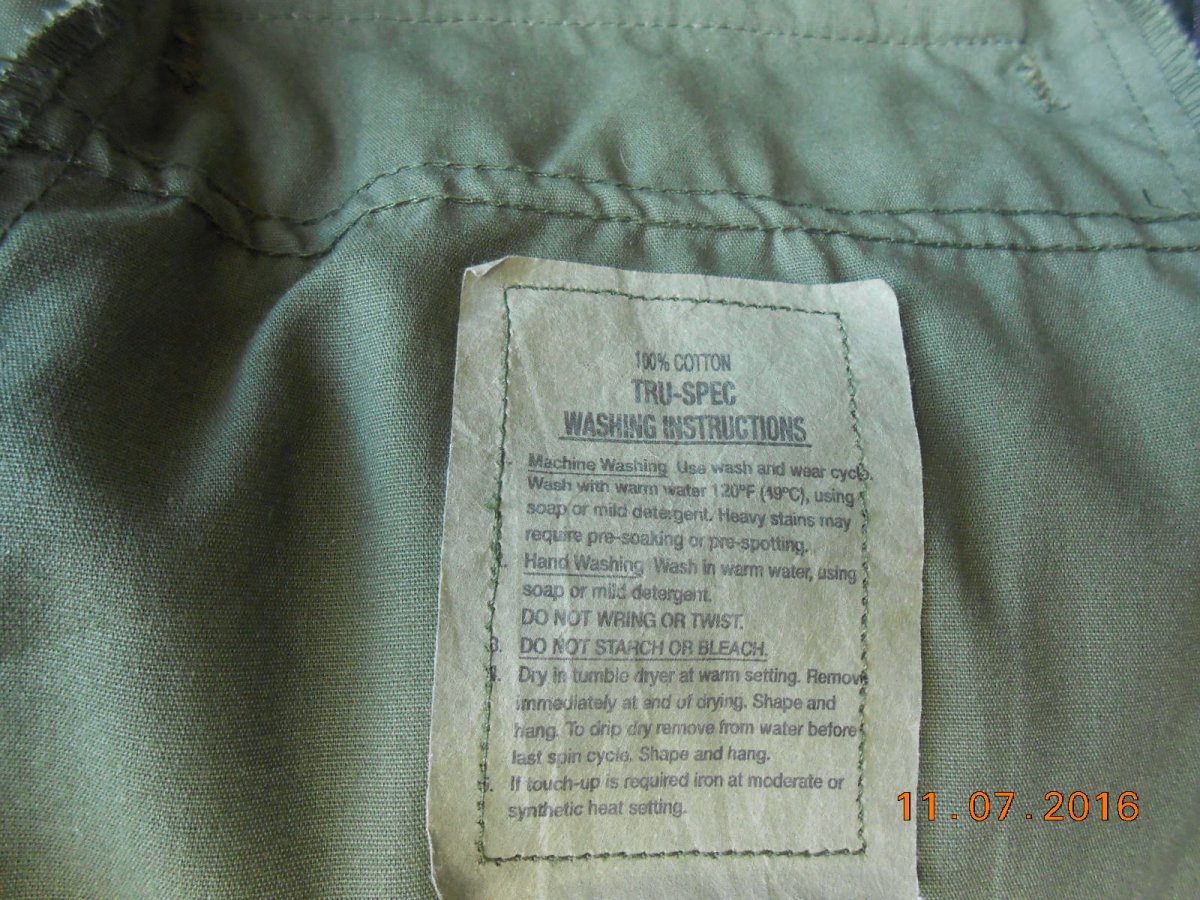 100% COTTON
TRU-SPEC
WASHING INSTRUCTIONS
Machine Washing Use wash and wear cycle.
Wash with warm water 120°F (49°C), using
soap or mild detergent. Heavy stains may
require pre-soaking or pre-spotting.
Hand Washing Wash in warm water, using
soap or mild detergent.
DO NOT WRING OR TWIST.
3. DO NOT STARCH OR BLEACH.
4. Dry in tumble dryer at warm setting. Remove
immediately at end of drying. Shape and
hang. To drip dry remove from water before
last spin cycle. Shape and hang.
If touch-up is required iron at moderate or
synthetic heat setting.
11.07.2016